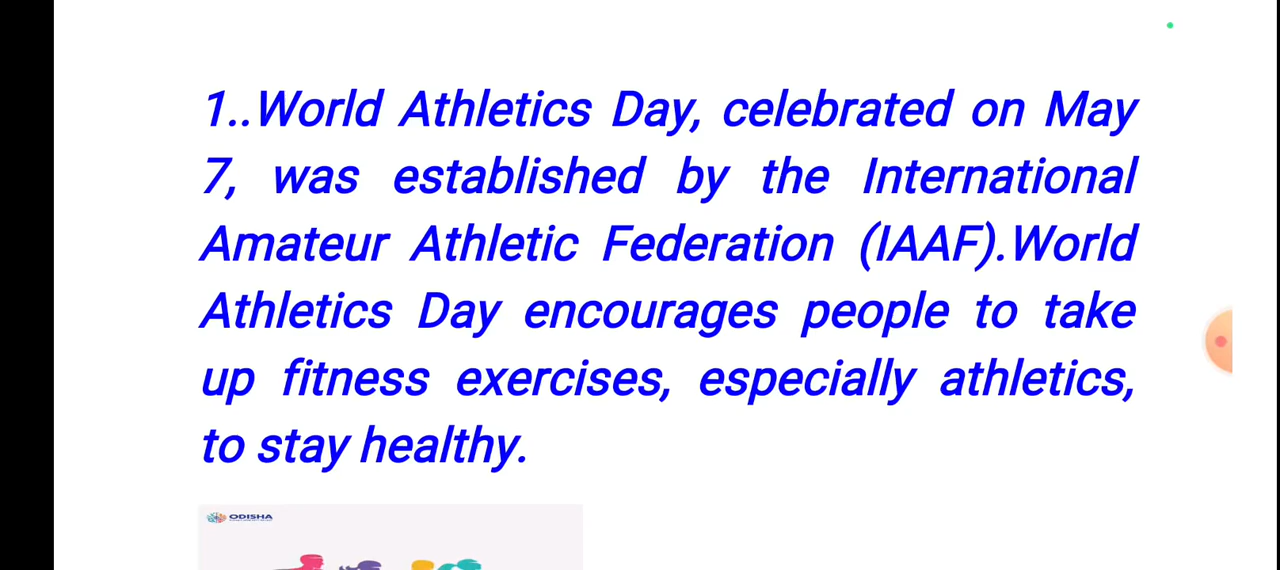 1..World Athletics Day, celebrated on May
7, was established by the International
Amateur Athletic Federation (IAAF).World
Athletics Day encourages people to take
up fitness exercises, especially athletics,
to stay healthy.
ODISHA